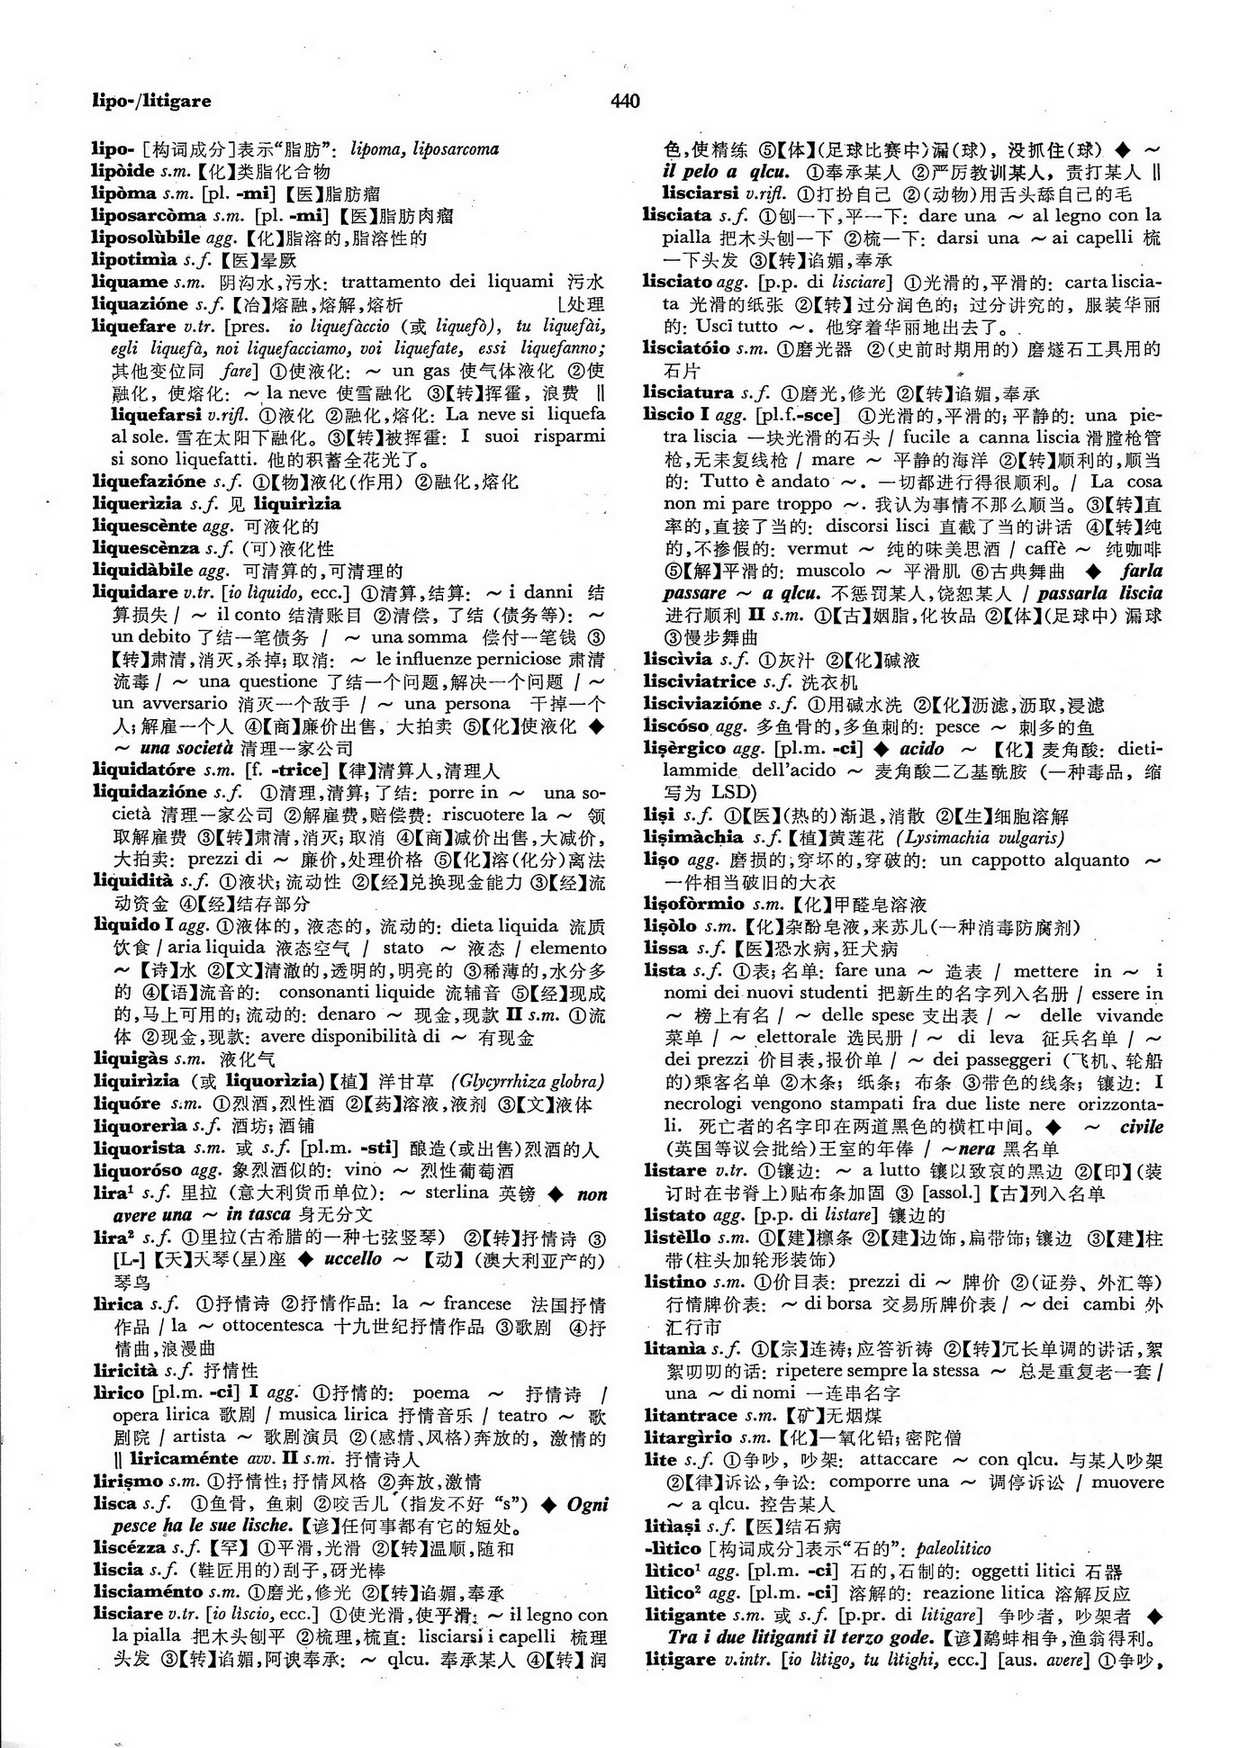 lipo-/litigare
440
lipo- [构词成分]表示“脂肪”: lipoma, liposarcoma
lipòide s.m.【化】类脂化合物
lipòma s.m. [pl. -mi]【医】脂肪瘤
liposarcòma s.m. [pl. -mi]【医】脂肪肉瘤
liposolùbile agg.【化】脂溶的,脂溶性的
lipotimìa s.f.【医】晕厥
liquame s.m. 阴沟水,污水: trattamento dei liquami 污水
liquazióne s.f.【冶】熔融,熔解,熔析 ⌊处理
liquefare v.tr. [pres. io liquefàccio (或 liquefò), tu liquefài,
egli liquefà, noi liquefacciamo, voi liquefate, essi liquefanno;
其他变位同 fare] ①使液化: ~ un gas 使气体液化 ②使
融化, 使熔化: ~ la neve 使雪融化 ③【转】挥霍, 浪费 ‖
liquefarsi v.rifl. ①液化 ②融化,熔化: La neve si liquefa
al sole. 雪在太阳下融化。③【转】被挥霍: I suoi risparmi
si sono liquefatti. 他的积蓄全花光了。
liquefazióne s.f. ①【物】液化(作用) ②融化,熔化
liquerìzia s.f. 见 liquirìzia
liquescènte agg. 可液化的
liquescènza s.f. (可)液化性
liquidàbile agg. 可清算的,可清理的
liquidare v.tr. [io lìquido, ecc.] ①清算,结算: ~ i danni 结
算损失 / ~ il conto 结清账目 ②清偿, 了结 (债务等): ~
un debito 了结一笔债务 / ~ una somma 偿付一笔钱 ③
【转】肃清,消灭,杀掉; 取消: ~ le influenze perniciose 肃清
流毒 / ~ una questione 了结一个问题,解决一个问题 / ~
un avversario 消灭一个敌手 / ~ una persona 干掉一个
人; 解雇一个人 ④【商】廉价出售, 大拍卖 ⑤【化】使液化 ◆
~ una società 清理一家公司
liquidatóre s.m. [f. -trice]【律】清算人,清理人
liquidazióne s.f. ①清理,清算; 了结: porre in ~ una so-
cietà 清理一家公司 ②解雇费,赔偿费: riscuotere la ~ 领
取解雇费 ③【转】肃清,消灭; 取消 ④【商】减价出售,大减价,
大拍卖: prezzi di ~ 廉价,处理价格 ⑤【化】溶(化分)离法
liquidità s.f. ①液状; 流动性 ②【经】兑换现金能力 ③【经】流
动资金 ④【经】结存部分
lìquido I agg. ①液体的, 液态的, 流动的: dieta liquida 流质
饮食 / aria liquida 液态空气 / stato ~ 液态 / elemento
~【诗】水 ②【文】清澈的,透明的,明亮的 ③稀薄的,水分多
的 ④【语】流音的: consonanti liquide 流辅音 ⑤【经】现成
的,马上可用的; 流动的: denaro ~ 现金,现款 II s.m. ①流
体 ②现金,现款: avere disponibilità di ~ 有现金
liquigàs s.m. 液化气
liquirìzia (或 liquorìzia)【植】洋甘草 (Glycyrrhiza globra)
liquóre s.m. ①烈酒,烈性酒 ②【药】溶液,液剂 ③【文】液体
liquorerìa s.f. 酒坊; 酒铺
liquorista s.m. 或 s.f. [pl.m. -sti] 酿造(或出售)烈酒的人
liquoróso agg. 象烈酒似的: vino ~ 烈性葡萄酒
lira¹ s.f. 里拉 (意大利货币单位): ~ sterlina 英镑 ◆ non
avere una ~ in tasca 身无分文
lira² s.f. ①里拉(古希腊的一种七弦竖琴) ②【转】抒情诗 ③
[L-]【天】天琴(星)座 ◆ uccello ~【动】(澳大利亚产的)
琴鸟
lìrica s.f. ①抒情诗 ②抒情作品: la ~ francese 法国抒情
作品 / la ~ ottocentesca 十九世纪抒情作品 ③歌剧 ④抒
情曲,浪漫曲
liricità s.f. 抒情性
lìrico [pl.m. -ci] I agg. ①抒情的: poema ~ 抒情诗 /
opera lirica 歌剧 / musica lirica 抒情音乐 / teatro ~ 歌
剧院 / artista ~ 歌剧演员 ②(感情、风格)奔放的, 激情的
‖ liricaménte avv. II s.m. 抒情诗人
lirişmo s.m. ①抒情性; 抒情风格 ②奔放,激情
lisca s.f. ①鱼骨, 鱼刺 ②咬舌儿 (指发不好 “s”) ◆ Ogni
pesce ha le sue lische.【谚】任何事都有它的短处。
liscézza s.f.【罕】①平滑,光滑 ②【转】温顺,随和
liscia s.f. (鞋匠用的)刮子,砑光棒
lisciaménto s.m. ①磨光,修光 ②【转】谄媚,奉承
lisciare v.tr. [io lìscio, ecc.] ①使光滑,使平滑: ~ il legno con
la pialla 把木头刨平 ②梳理,梳直: lisciarsi i capelli 梳理
头发 ③【转】谄媚,阿谀奉承: ~ qlcu. 奉承某人 ④【转】润
色,使精练 ⑤【体】(足球比赛中)漏(球), 没抓住(球) ◆ ~
il pelo a qlcu. ①奉承某人 ②严厉教训某人, 责打某人 ‖
lisciarsi v.rifl. ①打扮自己 ②(动物)用舌头舔自己的毛
lisciata s.f. ①刨一下,平一下: dare una ~ al legno con la
pialla 把木头刨一下 ②梳一下: darsi una ~ ai capelli 梳
一下头发 ③【转】谄媚,奉承
lisciato agg. [p.p. di lisciare] ①光滑的,平滑的: carta liscia-
ta 光滑的纸张 ②【转】过分润色的; 过分讲究的, 服装华丽
的: Uscì tutto ~. 他穿着华丽地出去了。
lisciatóio s.m. ①磨光器 ②(史前时期用的) 磨燧石工具用的
石片
lisciatura s.f. ①磨光,修光 ②【转】谄媚,奉承
lìscio I agg. [pl.f.-sce] ①光滑的,平滑的; 平静的: una pie-
tra liscia 一块光滑的石头 / fucile a canna liscia 滑膛枪管
枪,无来复线枪 / mare ~ 平静的海洋 ②【转】顺利的,顺当
的: Tutto è andato ~. 一切都进行得很顺利。/ La cosa
non mi pare troppo ~. 我认为事情不那么顺当。③【转】直
率的,直接了当的: discorsi lisci 直截了当的讲话 ④【转】纯
的,不掺假的: vermut ~ 纯的味美思酒 / caffè ~ 纯咖啡
⑤【解】平滑的: muscolo ~ 平滑肌 ⑥古典舞曲 ◆ farla
passare ~ a qlcu. 不惩罚某人,饶恕某人 / passarla liscia
进行顺利 II s.m. ①【古】姻脂,化妆品 ②【体】(足球中) 漏球
③慢步舞曲
liscìvia s.f. ①灰汁 ②【化】碱液
lisciviatrice s.f. 洗衣机
lisciviazióne s.f. ①用碱水洗 ②【化】沥滤,沥取,浸滤
liscóso agg. 多鱼骨的,多鱼刺的: pesce ~ 刺多的鱼
lişèrgico agg. [pl.m. -ci] ◆ acido ~【化】麦角酸: dieti-
lammide dell’acido ~ 麦角酸二乙基酰胺 (一种毒品, 缩
写为 LSD)
lişi s.f. ①【医】(热的)渐退,消散 ②【生】细胞溶解
lişimàchia s.f.【植】黄莲花 (Lysimachia vulgaris)
lişo agg. 磨损的,穿坏的,穿破的: un cappotto alquanto ~
一件相当破旧的大衣
lişofòrmio s.m.【化】甲醛皂溶液
lişòlo s.m.【化】杂酚皂液,来苏儿(一种消毒防腐剂)
lissa s.f.【医】恐水病,狂犬病
lista s.f. ①表; 名单: fare una ~ 造表 / mettere in ~ i
nomi dei nuovi studenti 把新生的名字列入名册 / essere in
~ 榜上有名 / ~ delle spese 支出表 / ~ delle vivande
菜单 / ~ elettorale 选民册 / ~ di leva 征兵名单 / ~
dei prezzi 价目表,报价单 / ~ dei passeggeri (飞机、轮船
的)乘客名单 ②木条; 纸条; 布条 ③带色的线条; 镶边: I
necrologi vengono stampati fra due liste nere orizzonta-
li. 死亡者的名字印在两道黑色的横杠中间。◆ ~ civile
(英国等议会批给)王室的年俸 / ~nera 黑名单
listare v.tr. ①镶边: ~ a lutto 镶以致哀的黑边 ②【印】(装
订时在书脊上)贴布条加固 ③ [assol.]【古】列入名单
listato agg. [p.p. di listare] 镶边的
listèllo s.m. ①【建】檩条 ②【建】边饰,扁带饰; 镶边 ③【建】柱
带(柱头加轮形装饰)
listino s.m. ①价目表: prezzi di ~ 牌价 ②(证券、外汇等)
行情牌价表: ~ di borsa 交易所牌价表 / ~ dei cambi 外
汇行市
litanìa s.f. ①【宗】连祷; 应答祈祷 ②【转】冗长单调的讲话,絮
絮叨叨的话: ripetere sempre la stessa ~ 总是重复老一套 /
una ~ di nomi 一连串名字
litantrace s.m.【矿】无烟煤
litargìrio s.m.【化】一氧化铅; 密陀僧
lite s.f. ①争吵, 吵架: attaccare ~ con qlcu. 与某人吵架
②【律】诉讼,争讼: comporre una ~ 调停诉讼 / muovere
~ a qlcu. 控告某人
litìaşi s.f.【医】结石病
-lìtico [构词成分]表示“石的”: paleolitico
lìtico¹ agg. [pl.m. -ci] 石的,石制的: oggetti litici 石器
lìtico² agg. [pl.m. -ci] 溶解的: reazione litica 溶解反应
litigante s.m. 或 s.f. [p.pr. di litigare] 争吵者, 吵架者 ◆
Tra i due litiganti il terzo gode.【谚】鹬蚌相争,渔翁得利。
litigare v.intr. [io lìtigo, tu lìtighi, ecc.] [aus. avere] ①争吵,